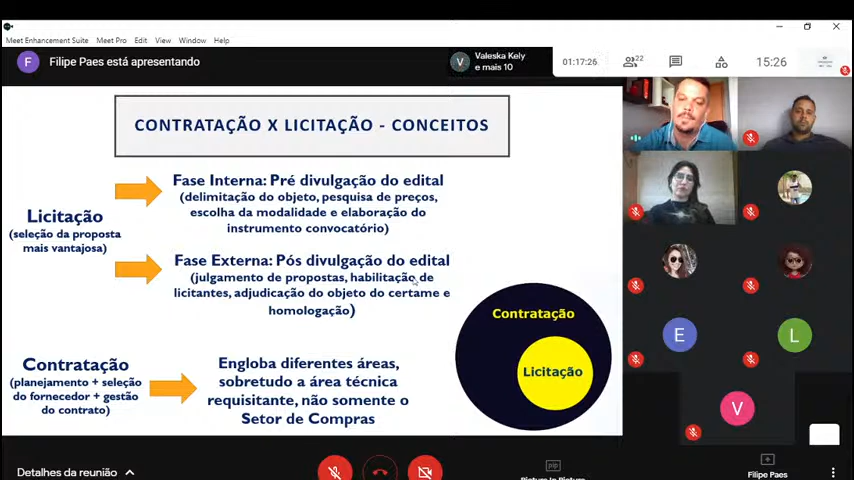 Meet Enhancement Suite Meet Pro Edit View Window Help
F Filipe Paes está apresentando
V Valeska Kely
e mais 10
01:17:26 22 15:26
CONTRATAÇÃO X LICITAÇÃO - CONCEITOS
Licitação
(seleção da proposta
mais vantajosa)
Fase Interna: Pré divulgação do edital
(delimitação do objeto, pesquisa de preços,
escolha da modalidade e elaboração do
instrumento convocatório)
Fase Externa: Pós divulgação do edital
(julgamento de propostas, habilitação de
licitantes, adjudicação do objeto do certame e
homologação)
Contratação
(planejamento + seleção
do fornecedor + gestão
do contrato)
Engloba diferentes áreas,
sobretudo a área técnica
requisitante, não somente o
Setor de Compras
Contratação
Licitação
E
L
V
Detalhes da reunião
Filipe Paes